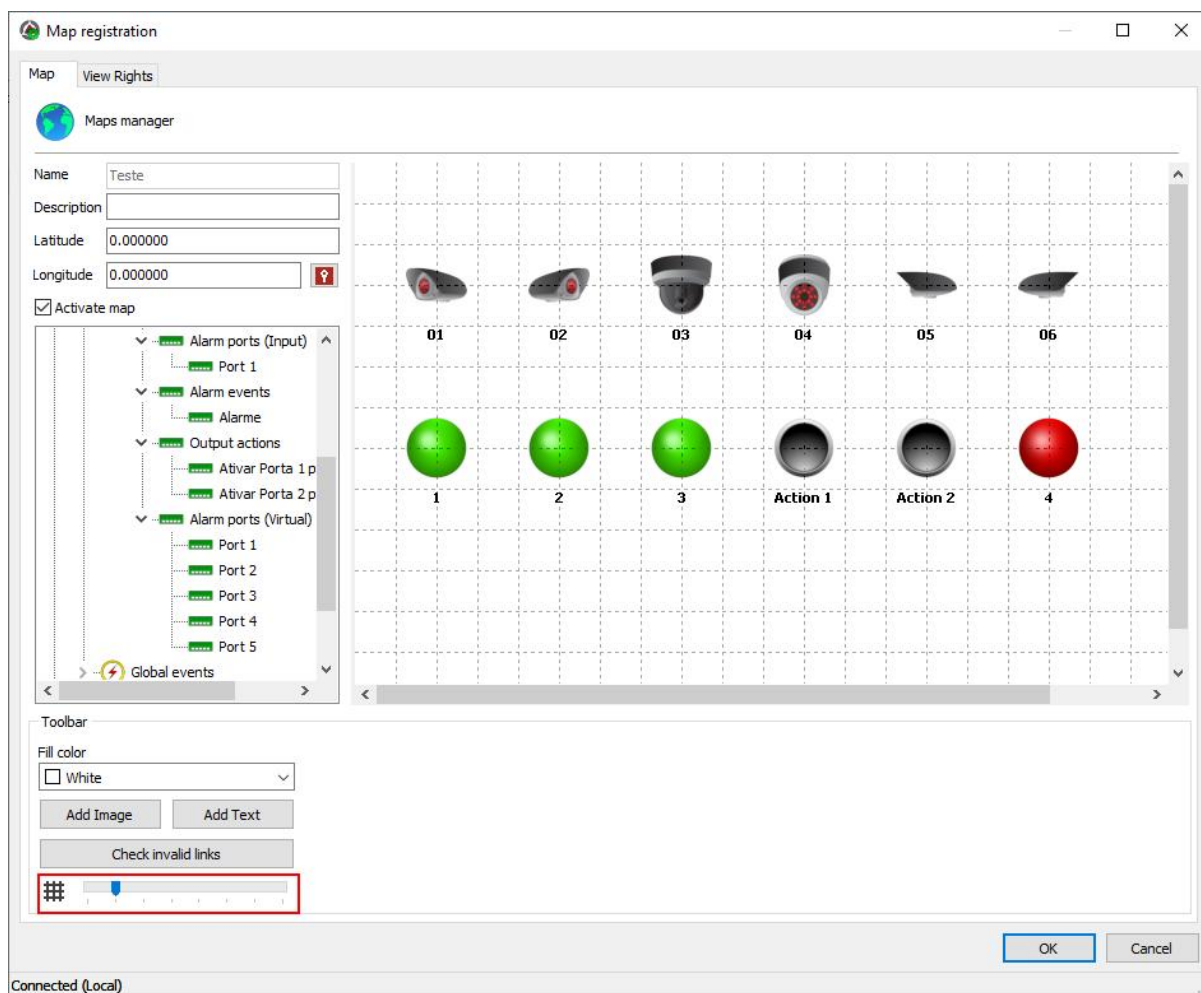 Map registration
Map
View Rights
Maps manager
Name
Teste
Description
Latitude
0.000000
Longitude
0.000000
Activate map
Alarm ports (Input)
Port 1
Alarm events
Alarme
Output actions
Ativar Porta 1 p
Ativar Porta 2 p
Alarm ports (Virtual)
Port 1
Port 2
Port 3
Port 4
Port 5
Global events
01 02 03 04 05 06
1 2 3 Action 1 Action 2 4
Toolbar
Fill color
White
Add Image
Add Text
Check invalid links
OK
Cancel
Connected (Local)